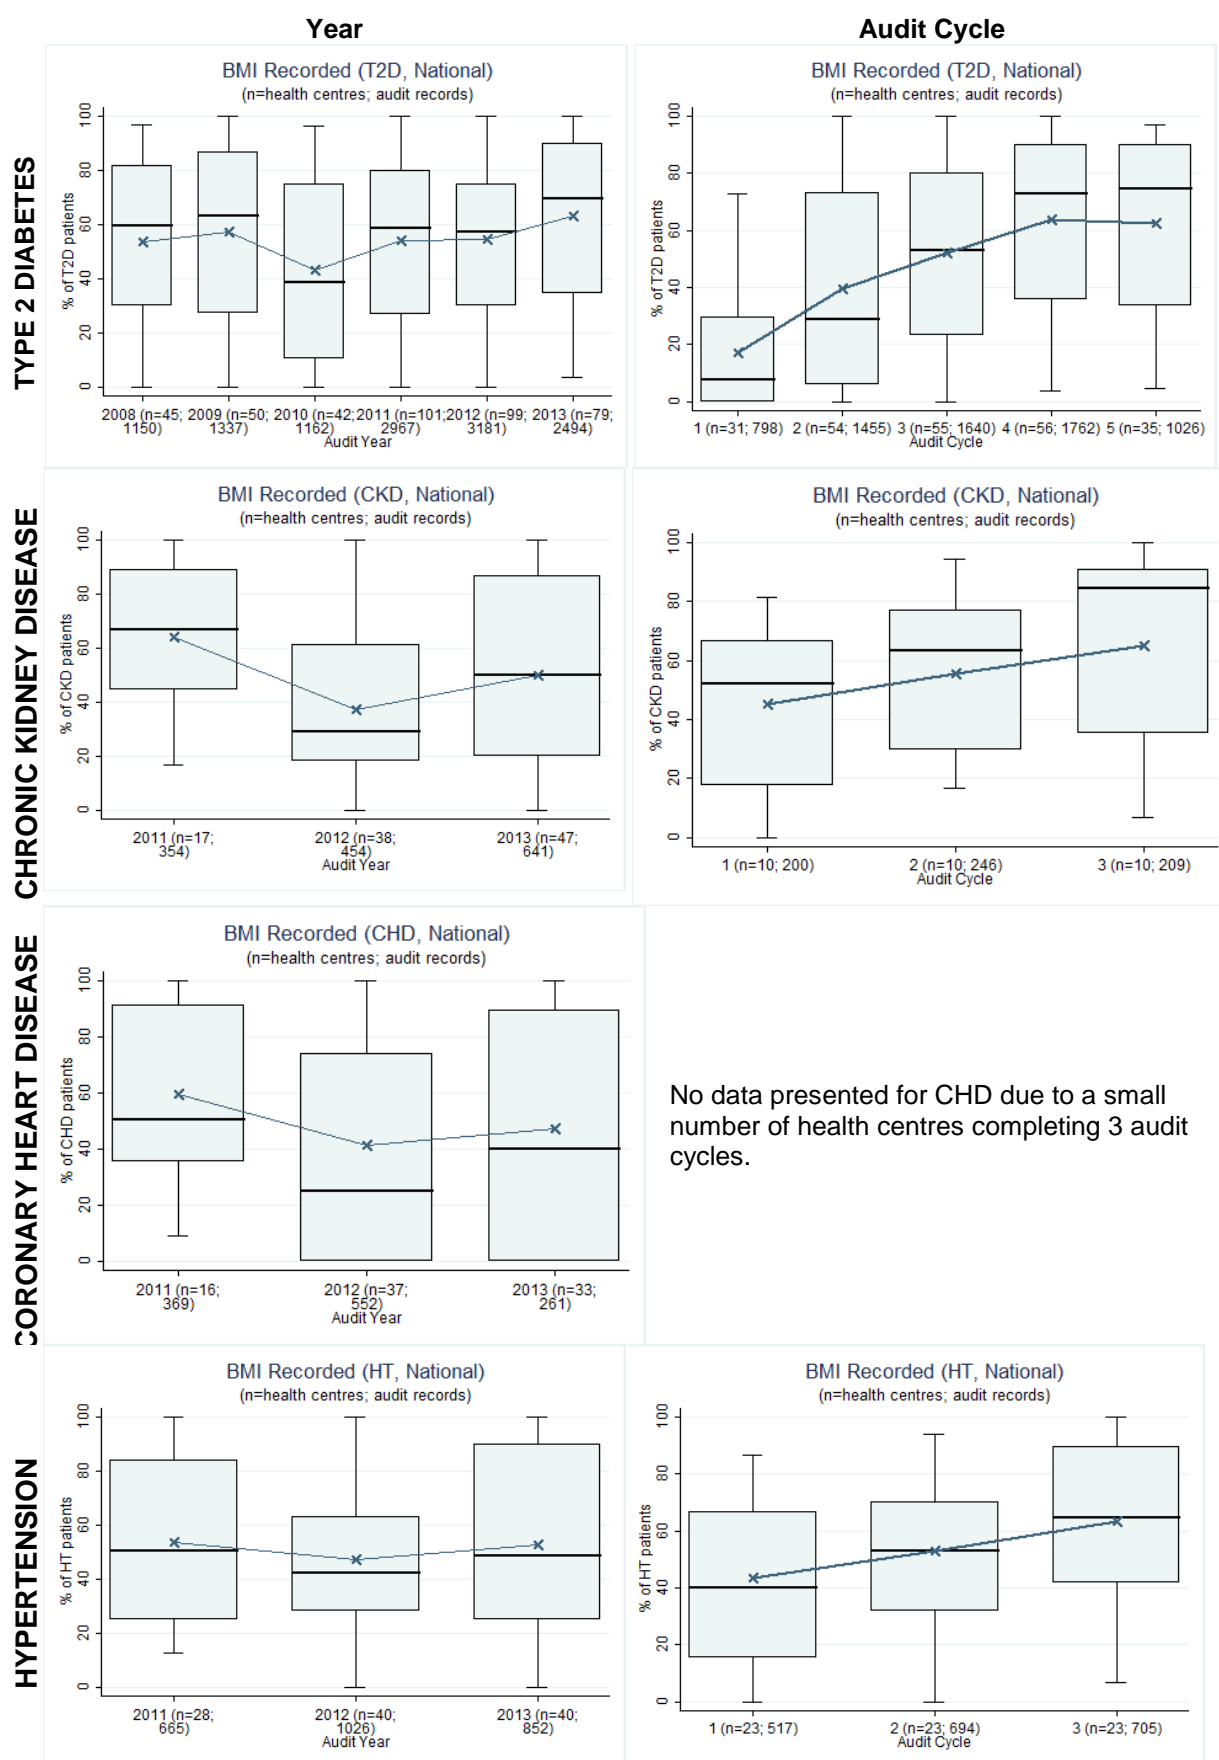 Year
Audit Cycle
TYPE 2 DIABETES
BMI Recorded (T2D, National)
(n=health centres; audit records)
% of T2D patients
100
80
60
40
20
0
2008 (n=45; 2009 (n=50; 2010 (n=42; 2011 (n=101; 2012 (n=99; 2013 (n=79;
1150) 1337) 1162) 2967) 3181) 2494)
Audit Year
BMI Recorded (T2D, National)
(n=health centres; audit records)
% of T2D patients
100
80
60
40
20
0
1 (n=31; 798) 2 (n=54; 1455) 3 (n=55; 1640) 4 (n=56; 1762) 5 (n=35; 1026)
Audit Cycle
CHRONIC KIDNEY DISEASE
BMI Recorded (CKD, National)
(n=health centres; audit records)
% of CKD patients
100
80
60
40
20
0
2011 (n=17; 2012 (n=38; 2013 (n=47;
354) 454) 641)
Audit Year
BMI Recorded (CKD, National)
(n=health centres; audit records)
% of CKD patients
100
80
60
40
20
0
1 (n=10; 200) 2 (n=10; 246) 3 (n=10; 209)
Audit Cycle
CORONARY HEART DISEASE
BMI Recorded (CHD, National)
(n=health centres; audit records)
% of CHD patients
100
80
60
40
20
0
2011 (n=16; 2012 (n=37; 2013 (n=33;
369) 552) 261)
Audit Year
No data presented for CHD due to a small
number of health centres completing 3 audit
cycles.
HYPERTENSION
BMI Recorded (HT, National)
(n=health centres; audit records)
% of HT patients
100
80
60
40
20
0
2011 (n=28; 2012 (n=40; 2013 (n=40;
665) 1026) 852)
Audit Year
BMI Recorded (HT, National)
(n=health centres; audit records)
% of HT patients
100
80
60
40
20
0
1 (n=23; 517) 2 (n=23; 694) 3 (n=23; 705)
Audit Cycle